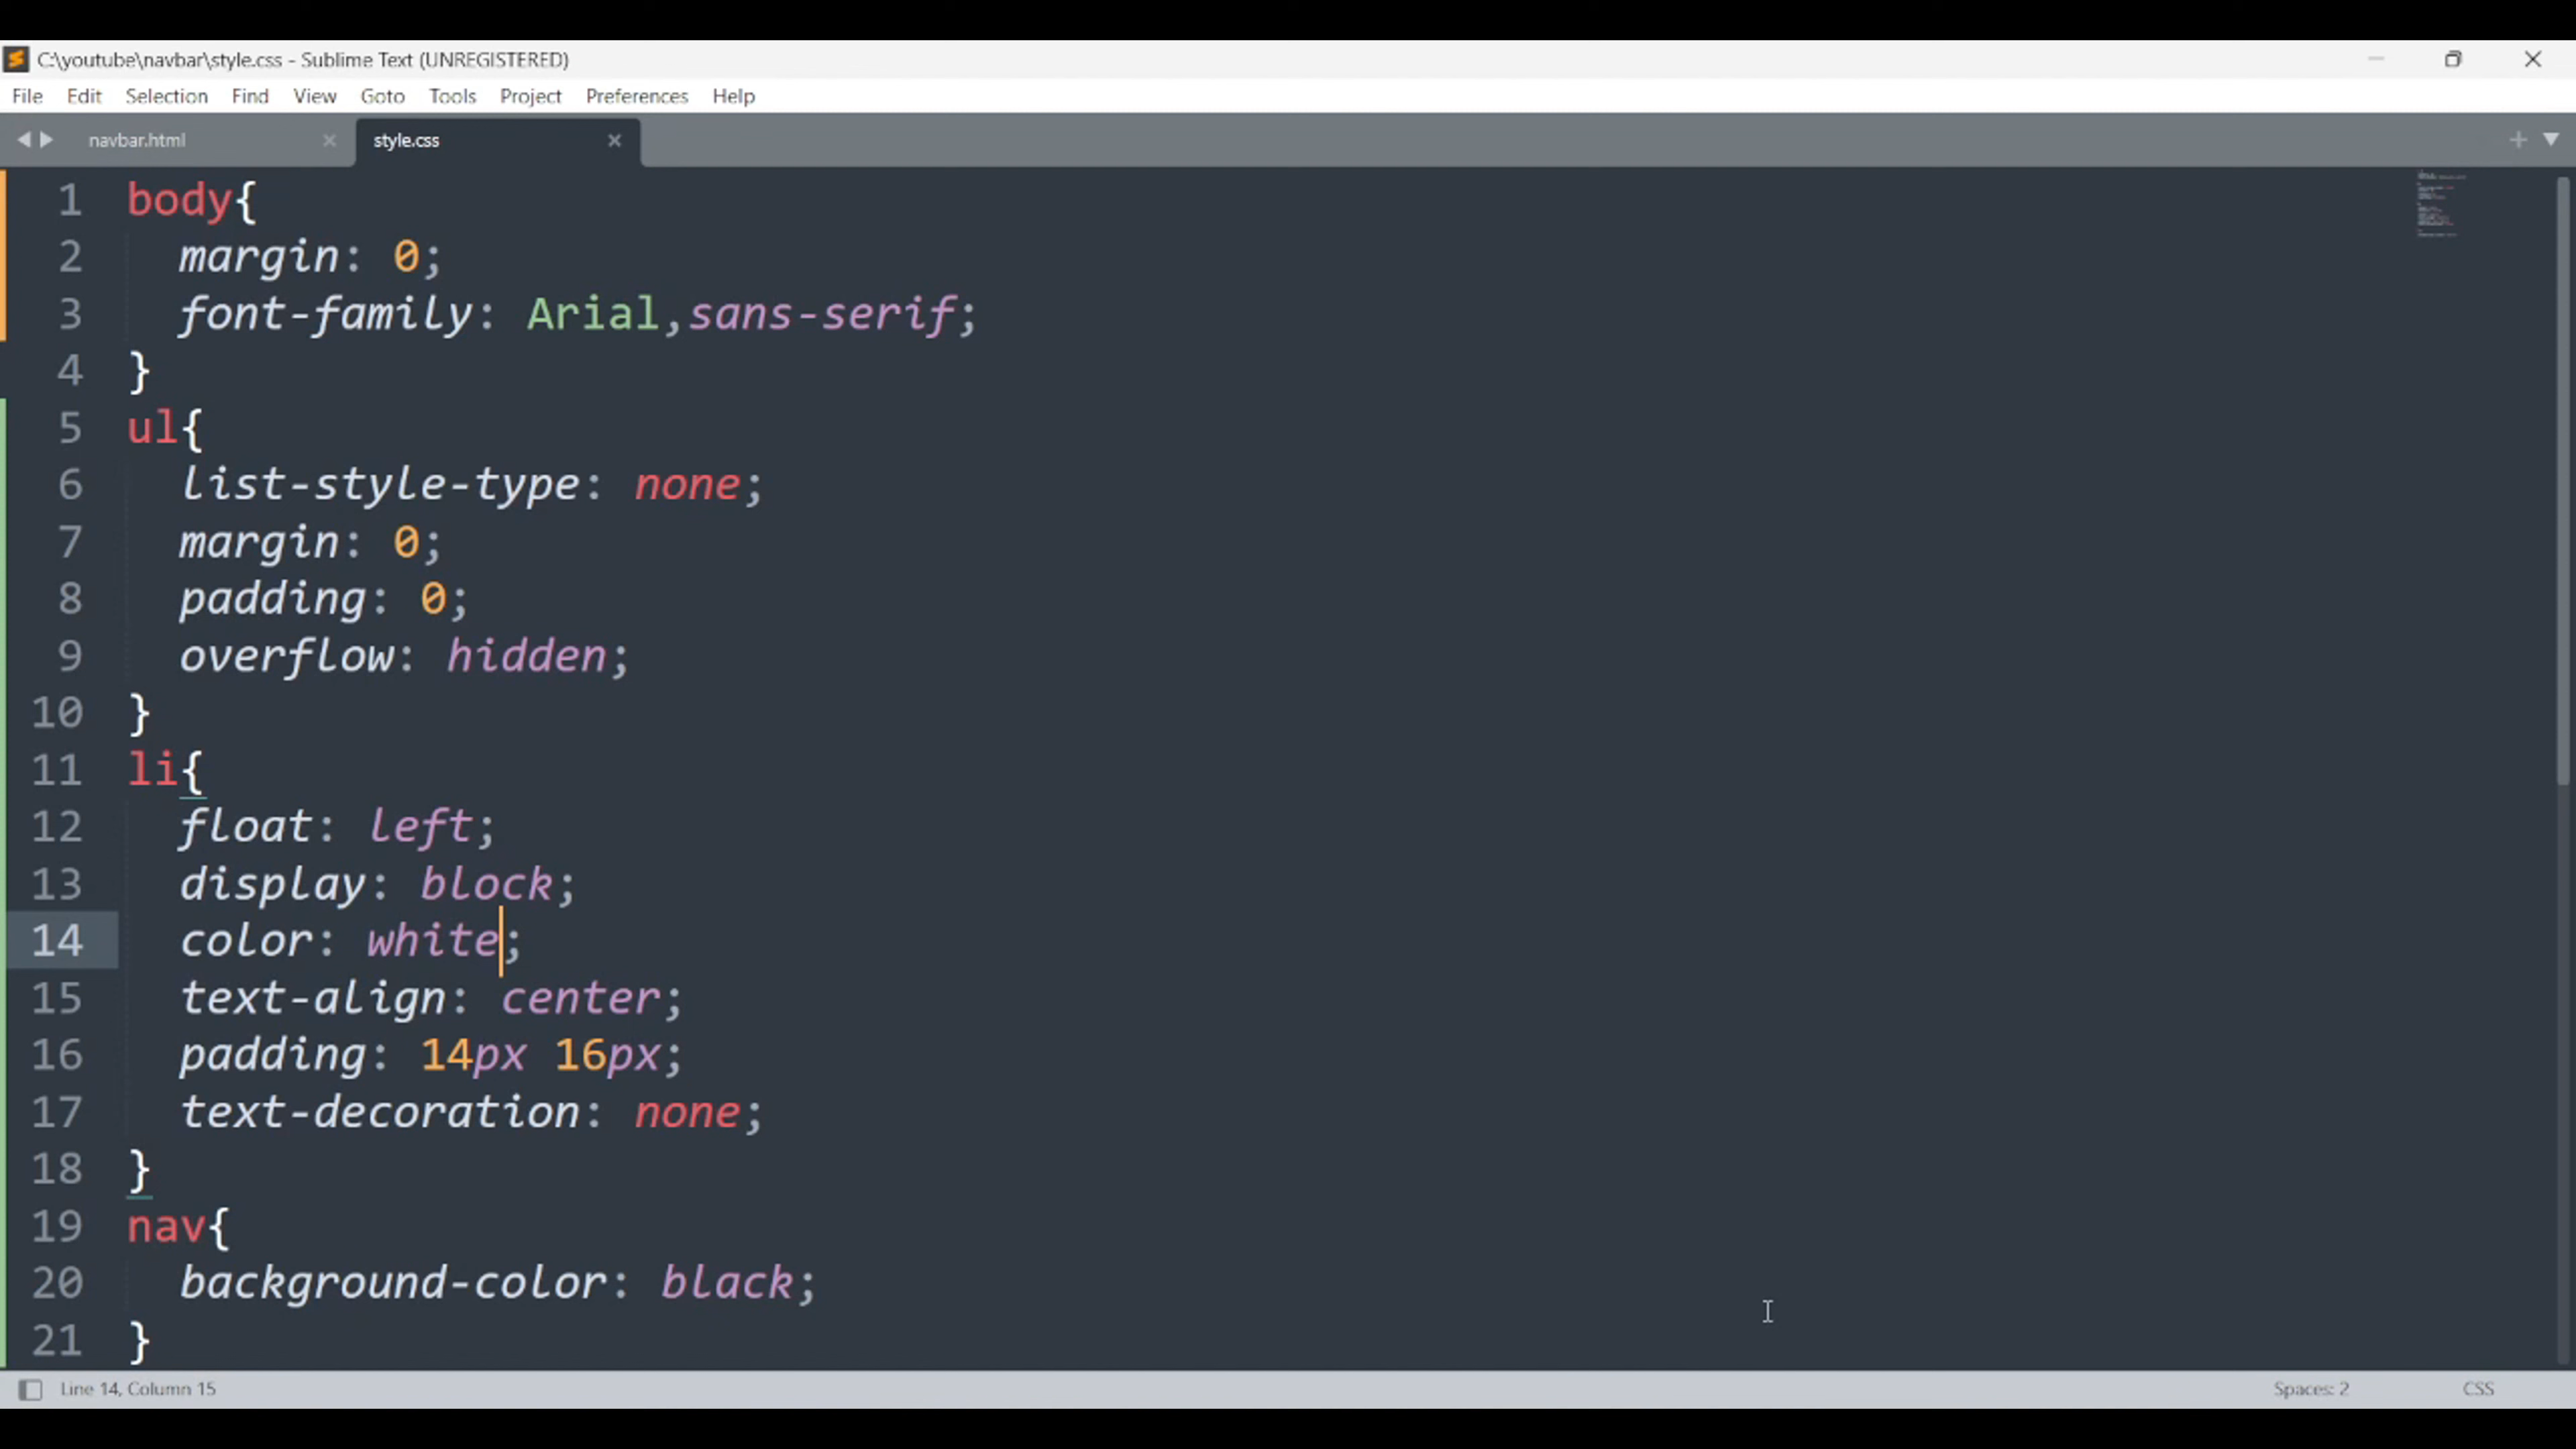 C:\youtube\navbar\style.css - Sublime Text (UNREGISTERED)
File Edit Selection Find View Goto Tools Project Preferences Help
navbar.html style.css
1 body{
2 margin: 0;
3 font-family: Arial,sans-serif;
4 }
5 ul{
6 list-style-type: none;
7 margin: 0;
8 padding: 0;
9 overflow: hidden;
10 }
11 li{
12 float: left;
13 display: block;
14 color: white;
15 text-align: center;
16 padding: 14px 16px;
17 text-decoration: none;
18 }
19 nav{
20 background-color: black;
21 }
Line 14, Column 15 Spaces: 2 CSS